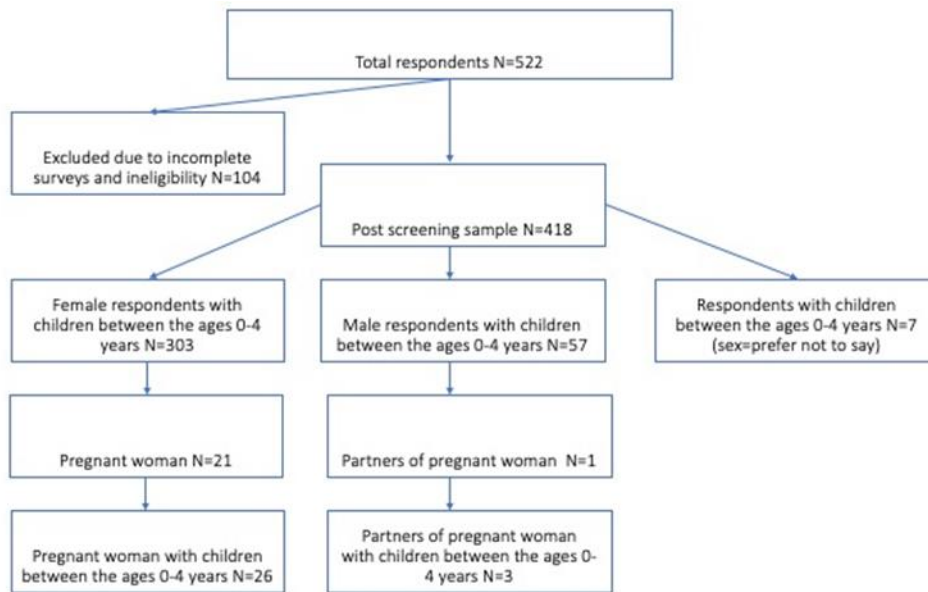 Total respondents N=522
Excluded due to incomplete
surveys and ineligibility N=104
Post screening sample N=418
Female respondents with
children between the ages 0-4
years N=303
Male respondents with children
between the ages 0-4 years N=57
Respondents with children
between the ages 0-4 years N=7
(sex=prefer not to say)
Pregnant woman N=21
Partners of pregnant woman N=1
Pregnant woman with children
between the ages 0-4 years N=26
Partners of pregnant woman
with children between the ages 0-
4 years N=3